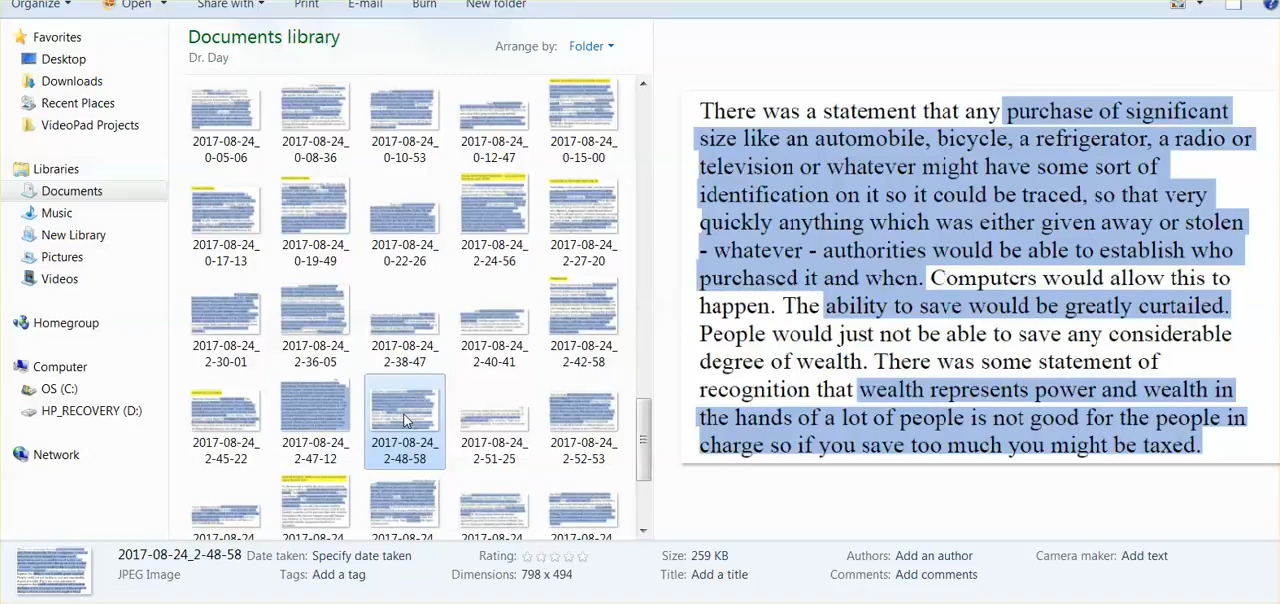 Organize
Open
Share with
Print
E-mail
Burn
New folder
Favorites
Desktop
Downloads
Recent Places
VideoPad Projects
Libraries
Documents
Music
New Library
Pictures
Videos
Homegroup
Computer
OS (C:)
HP_RECOVERY (D:)
Network
Documents library
Dr. Day
Arrange by: Folder
2017-08-24_ 2017-08-24_ 2017-08-24_ 2017-08-24_ 2017-08-24_
0-05-06 0-08-36 0-10-53 0-12-47 0-15-00
2017-08-24_ 2017-08-24_ 2017-08-24_ 2017-08-24_ 2017-08-24_
0-17-13 0-19-49 0-22-26 2-24-56 2-27-20
2017-08-24_ 2017-08-24_ 2017-08-24_ 2017-08-24_ 2017-08-24_
2-30-01 2-36-05 2-38-47 2-40-41 2-42-58
2017-08-24_ 2017-08-24_ 2017-08-24_ 2017-08-24_ 2017-08-24_
2-45-22 2-47-12 2-48-58 2-51-25 2-52-53
There was a statement that any purchase of significant
size like an automobile, bicycle, a refrigerator, a radio or
television or whatever might have some sort of
identification on it so it could be traced, so that very
quickly anything which was either given away or stolen
- whatever - authorities would be able to establish who
purchased it and when. Computers would allow this to
happen. The ability to save would be greatly curtailed.
People would just not be able to save any considerable
degree of wealth. There was some statement of
recognition that wealth represents power and wealth in
the hands of a lot of people is not good for the people in
charge so if you save too much you might be taxed.
2017-08-24_2-48-58 Date taken: Specify date taken Rating: Size: 259 KB Authors: Add an author Camera maker: Add text
JPEG Image Tags: Add a tag Dimensions: 798 x 494 Title: Add a title Comments: Add comments